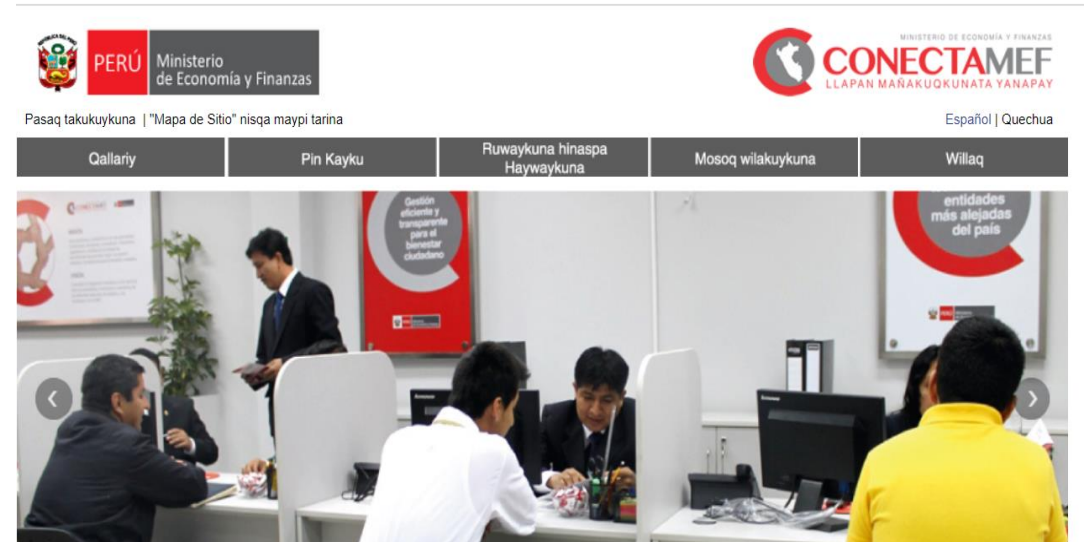 PERÚ
Ministerio
de Economía y Finanzas
MINISTERIO DE ECONOMÍA Y FINANZAS
CONECTAMEF
LLAPAN MAÑAKUQKUNATA YANAPAY
Pasaq takukuykuna | "Mapa de Sitio" nisqa maypi tarina
Español | Quechua
Qallariy
Pin Kayku
Ruwaykuna hinaspa
Haywaykuna
Mosoq wilakuykuna
Willaq
CONECTAMEF
Gestión
eficiente y
transparente
para el
bienestar
ciudadano
entidades
más alejadas
del país
PERÚ